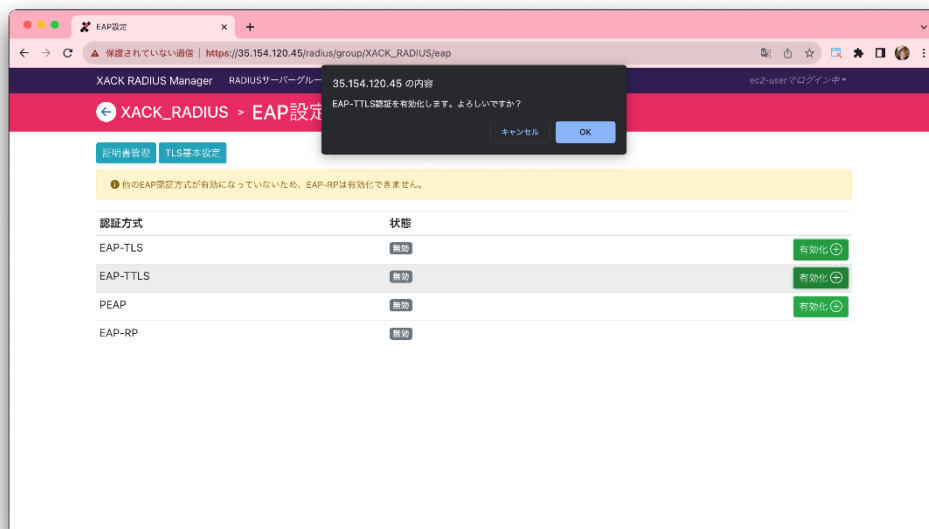 EAP設定
保護されていない通信 | https://35.154.120.45/radius/group/XACK_RADIUS/eap
XACK RADIUS Manager RADIUSサーバーグルー ec2-userでログイン中
XACK_RADIUS > EAP設定
35.154.120.45 の内容
EAP-TTLS認証を有効化します。よろしいですか？
キャンセル OK
証明書管理 TLS基本設定
他のEAP認証方式が有効になっていないため、EAP-RPは有効化できません。
認証方式 状態
EAP-TLS 無効 有効化
EAP-TTLS 無効 有効化
PEAP 無効 有効化
EAP-RP 無効